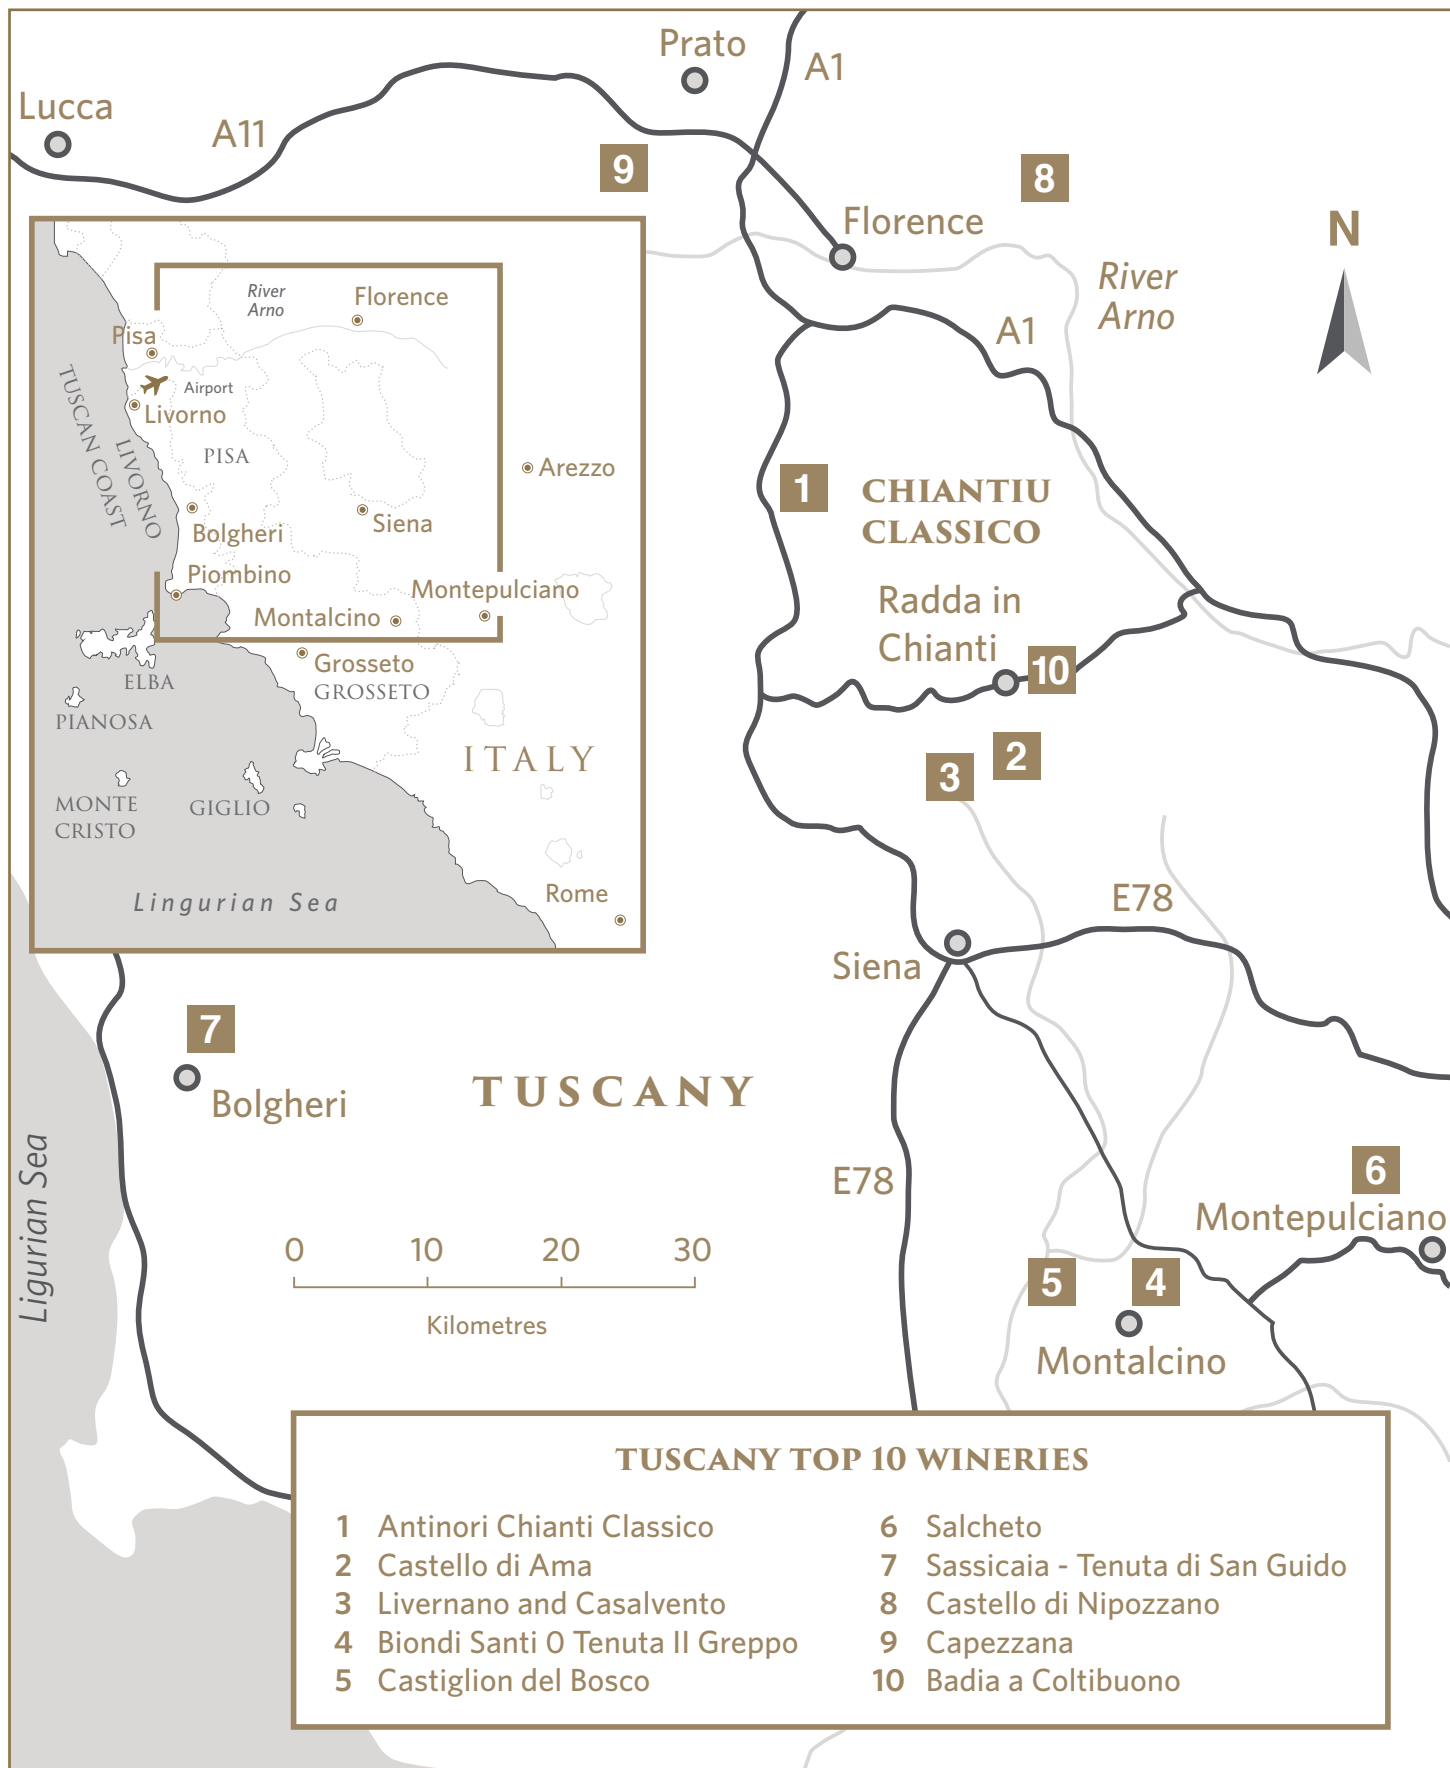 Prato
A1
Lucca
A11
9
8
Florence
N
River
Arno
A1
River
Arno
Florence
Pisa
Airport
Livorno
TUSCAN COAST
LIVORNO
PISA
Arezzo
Bolgheri
Siena
Piombino
Montepulciano
Montalcino
Grosseto
GROSSETO
ELBA
PIANOSA
ITALY
MONTE
CRISTO
GIGLIO
Rome
Lingurian Sea
1
CHIANTIU
CLASSICO
Radda in
Chianti
10
2
3
E78
Siena
7
Bolgheri
TUSCANY
Ligurian Sea
E78
6
Montepulciano
0 10 20 30
Kilometres
5
4
Montalcino
TUSCANY TOP 10 WINERIES
1 Antinori Chianti Classico
2 Castello di Ama
3 Livernano and Casalvento
4 Biondi Santi 0 Tenuta II Greppo
5 Castiglion del Bosco
6 Salcheto
7 Sassicaia - Tenuta di San Guido
8 Castello di Nipozzano
9 Capezzana
10 Badia a Coltibuono